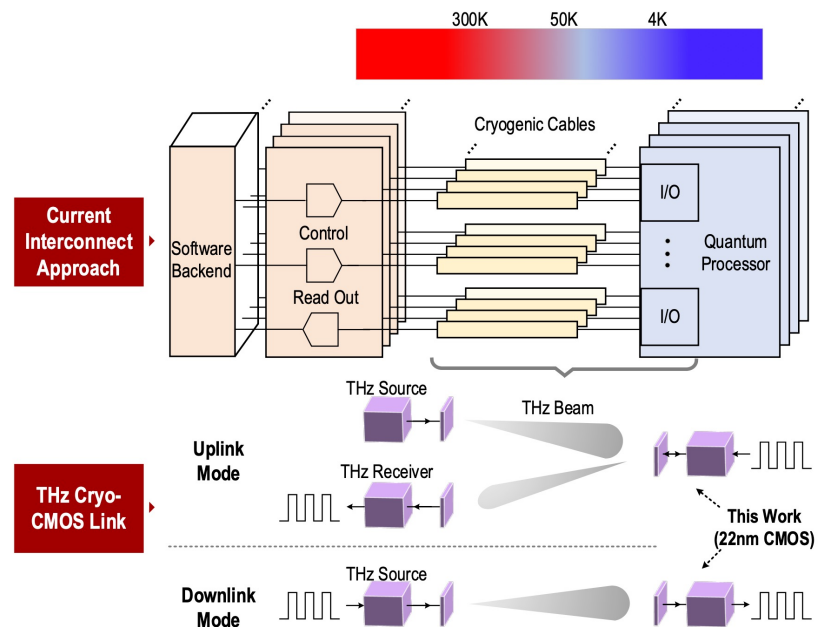 300K 50K 4K
Cryogenic Cables
Current
Interconnect
Approach
Software
Backend
Control
Read Out
I/O
I/O
Quantum
Processor
THz Source
THz Beam
Uplink
Mode
THz Receiver
THz Cryo-
CMOS Link
This Work
(22nm CMOS)
THz Source
Downlink
Mode